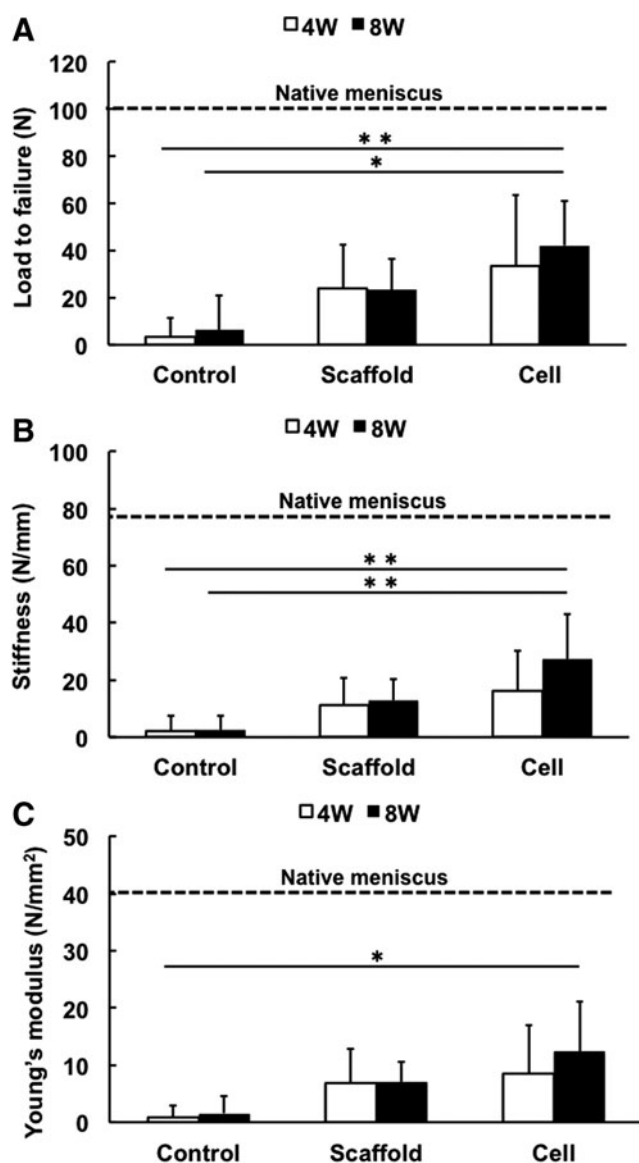 A
□4W ■8W
Load to failure (N)
120
100
80
60
40
20
0
Native meniscus
* *
*
Control Scaffold Cell
B
□4W ■8W
Stiffness (N/mm)
100
80
60
40
20
0
Native meniscus
* *
* *
Control Scaffold Cell
C
□4W ■8W
Young's modulus (N/mm²)
50
40
30
20
10
0
Native meniscus
*
Control Scaffold Cell